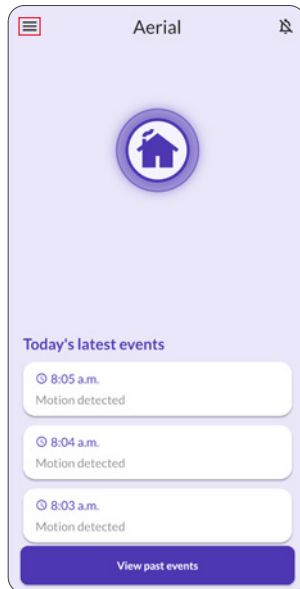 Aerial
Today's latest events
8:05 a.m.
Motion detected
8:04 a.m.
Motion detected
8:03 a.m.
Motion detected
View past events